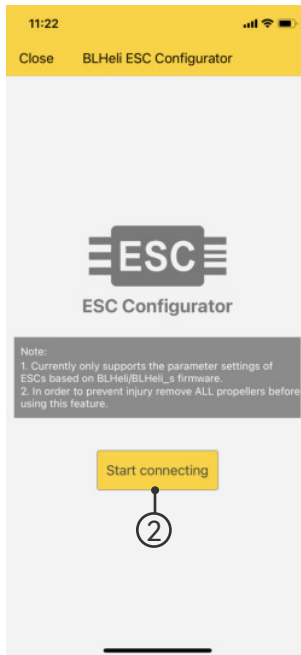 11:22
Close BLHeli ESC Configurator
ESC
ESC Configurator
Note:
1. Currently only supports the parameter settings of
ESCs based on BLHeli/BLHeli_s firmware.
2. In order to prevent injury remove ALL propellers before
using this feature.
Start connecting
2